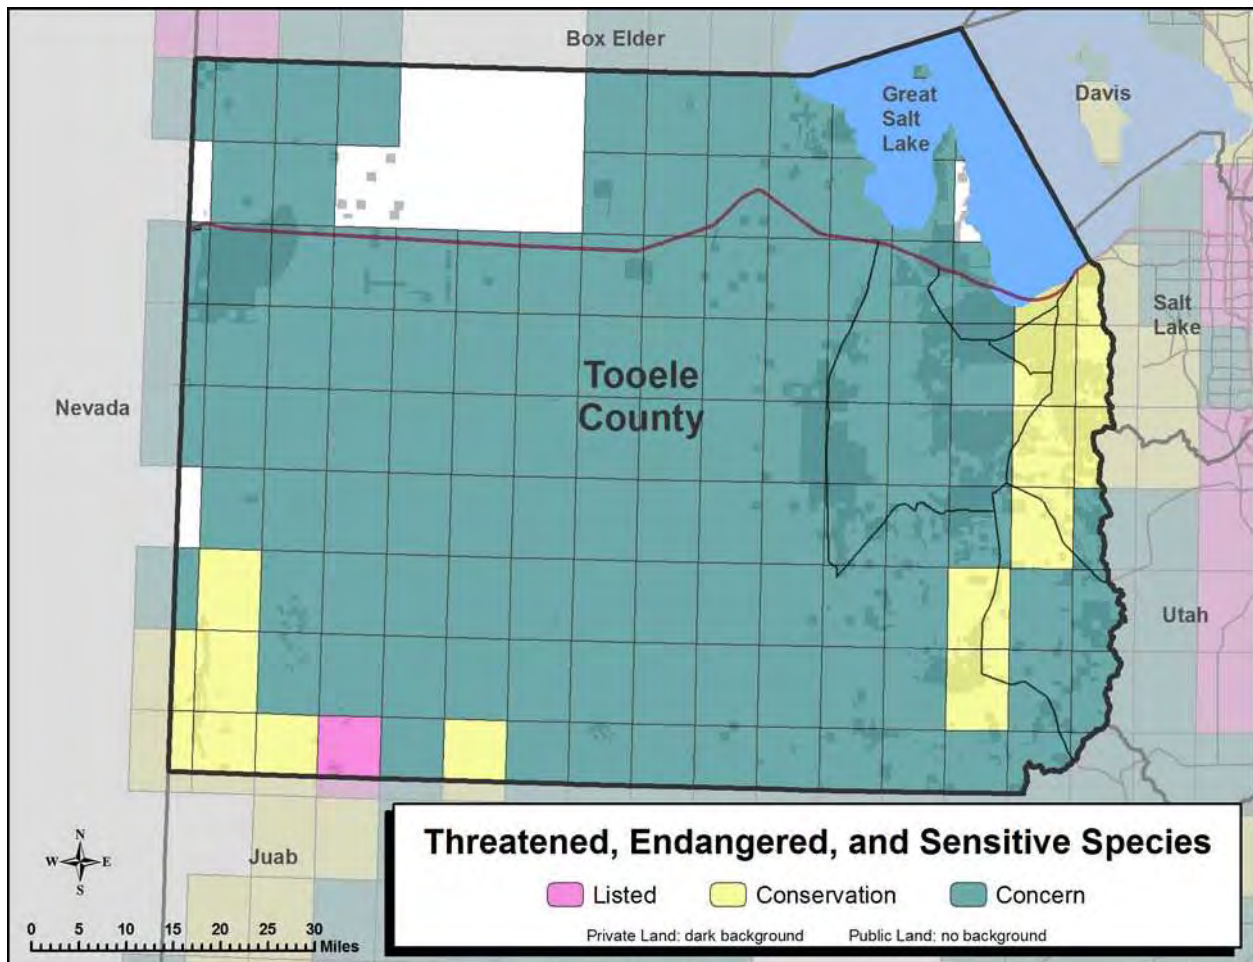 Box Elder
Great
Salt
Lake
Davis
Salt
Lake
Tooele
County
Nevada
Utah
Juab
N
W E
S
0 5 10 15 20 25 30
Miles
Threatened, Endangered, and Sensitive Species
Listed Conservation Concern
Private Land: dark background Public Land: no background